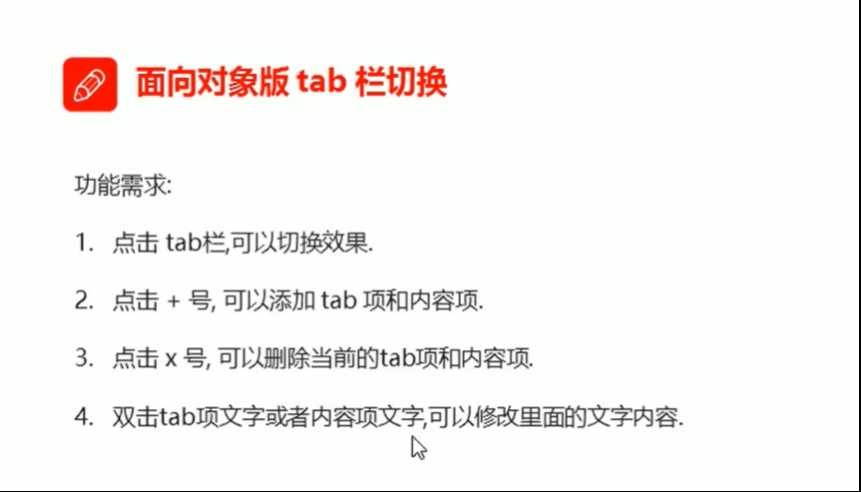 面向对象版 tab 栏切换
功能需求:
1. 点击 tab栏,可以切换效果.
2. 点击 + 号, 可以添加 tab 项和内容项.
3. 点击 x 号, 可以删除当前的tab项和内容项.
4. 双击tab项文字或者内容项文字,可以修改里面的文字内容.